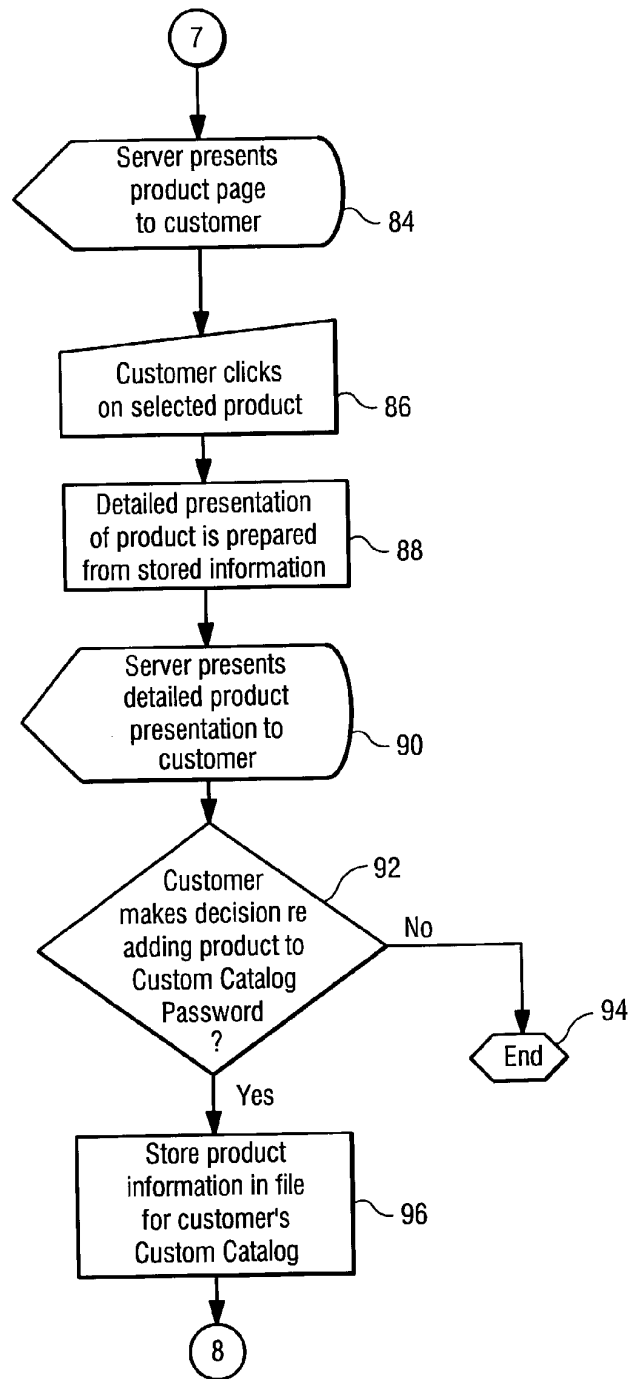 7
Server presents
product page
to customer
84
Customer clicks
on selected product
86
Detailed presentation
of product is prepared
from stored information
88
Server presents
detailed product
presentation to
customer
90
92
Customer
makes decision re
adding product to
Custom Catalog
Password
?
No
94
End
Yes
Store product
information in file
for customer's
Custom Catalog
96
8